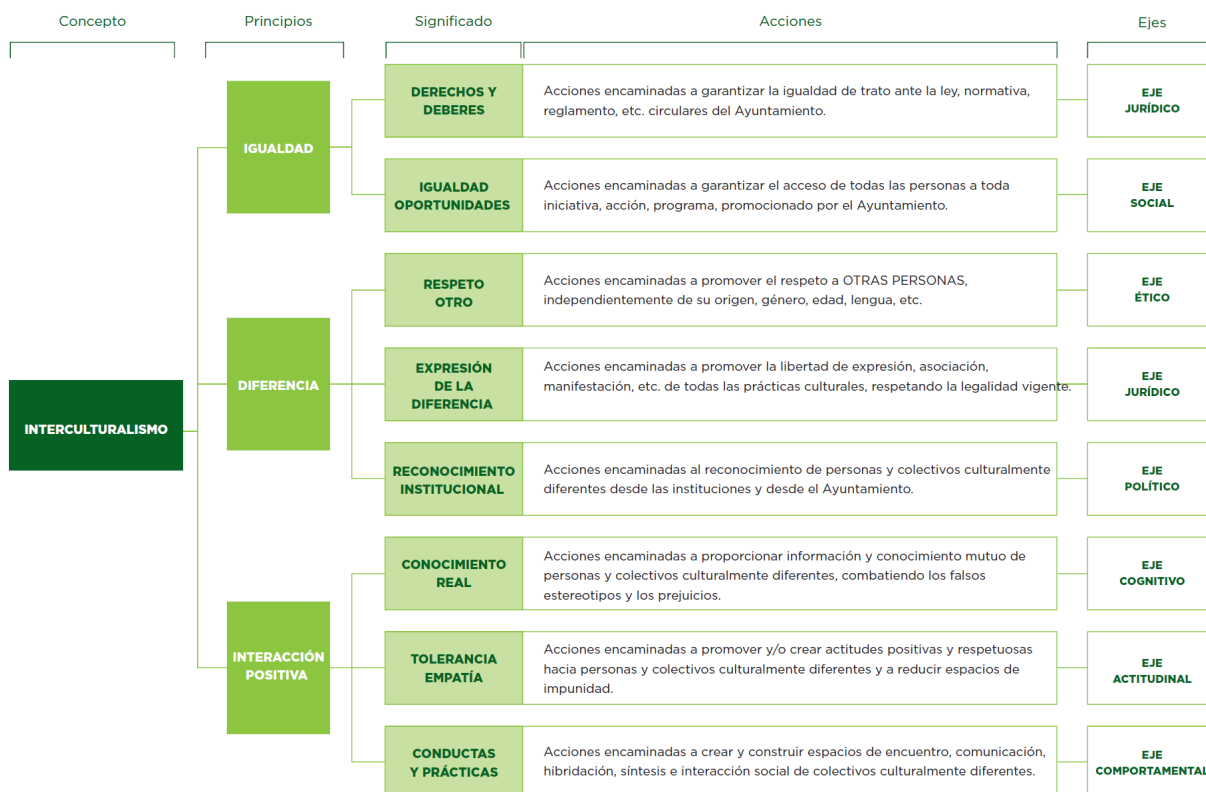 Concepto
Principios
Significado
Acciones
Ejes
INTERCULTURALISMO
IGUALDAD
DERECHOS Y
DEBERES
Acciones encaminadas a garantizar la igualdad de trato ante la ley, normativa,
reglamento, etc. circulares del Ayuntamiento.
EJE
JURÍDICO
IGUALDAD
OPORTUNIDADES
Acciones encaminadas a garantizar el acceso de todas las personas a toda
iniciativa, acción, programa, promocionado por el Ayuntamiento.
EJE
SOCIAL
DIFERENCIA
RESPETO
OTRO
Acciones encaminadas a promover el respeto a OTRAS PERSONAS,
independientemente de su origen, género, edad, lengua, etc.
EJE
ÉTICO
EXPRESIÓN
DE LA
DIFERENCIA
Acciones encaminadas a promover la libertad de expresión, asociación,
manifestación, etc. de todas las prácticas culturales, respetando la legalidad vigente.
EJE
JURÍDICO
RECONOCIMIENTO
INSTITUCIONAL
Acciones encaminadas al reconocimiento de personas y colectivos culturalmente
diferentes desde las instituciones y desde el Ayuntamiento.
EJE
POLÍTICO
INTERACCIÓN
POSITIVA
CONOCIMIENTO
REAL
Acciones encaminadas a proporcionar información y conocimiento mutuo de
personas y colectivos culturalmente diferentes, combatiendo los falsos
estereotipos y los prejuicios.
EJE
COGNITIVO
TOLERANCIA
EMPATÍA
Acciones encaminadas a promover y/o crear actitudes positivas y respetuosas
hacia personas y colectivos culturalmente diferentes y a reducir espacios de
impunidad.
EJE
ACTITUDINAL
CONDUCTAS
Y PRÁCTICAS
Acciones encaminadas a crear y construir espacios de encuentro, comunicación,
hibridación, síntesis e interacción social de colectivos culturalmente diferentes.
EJE
COMPORTAMENTAL